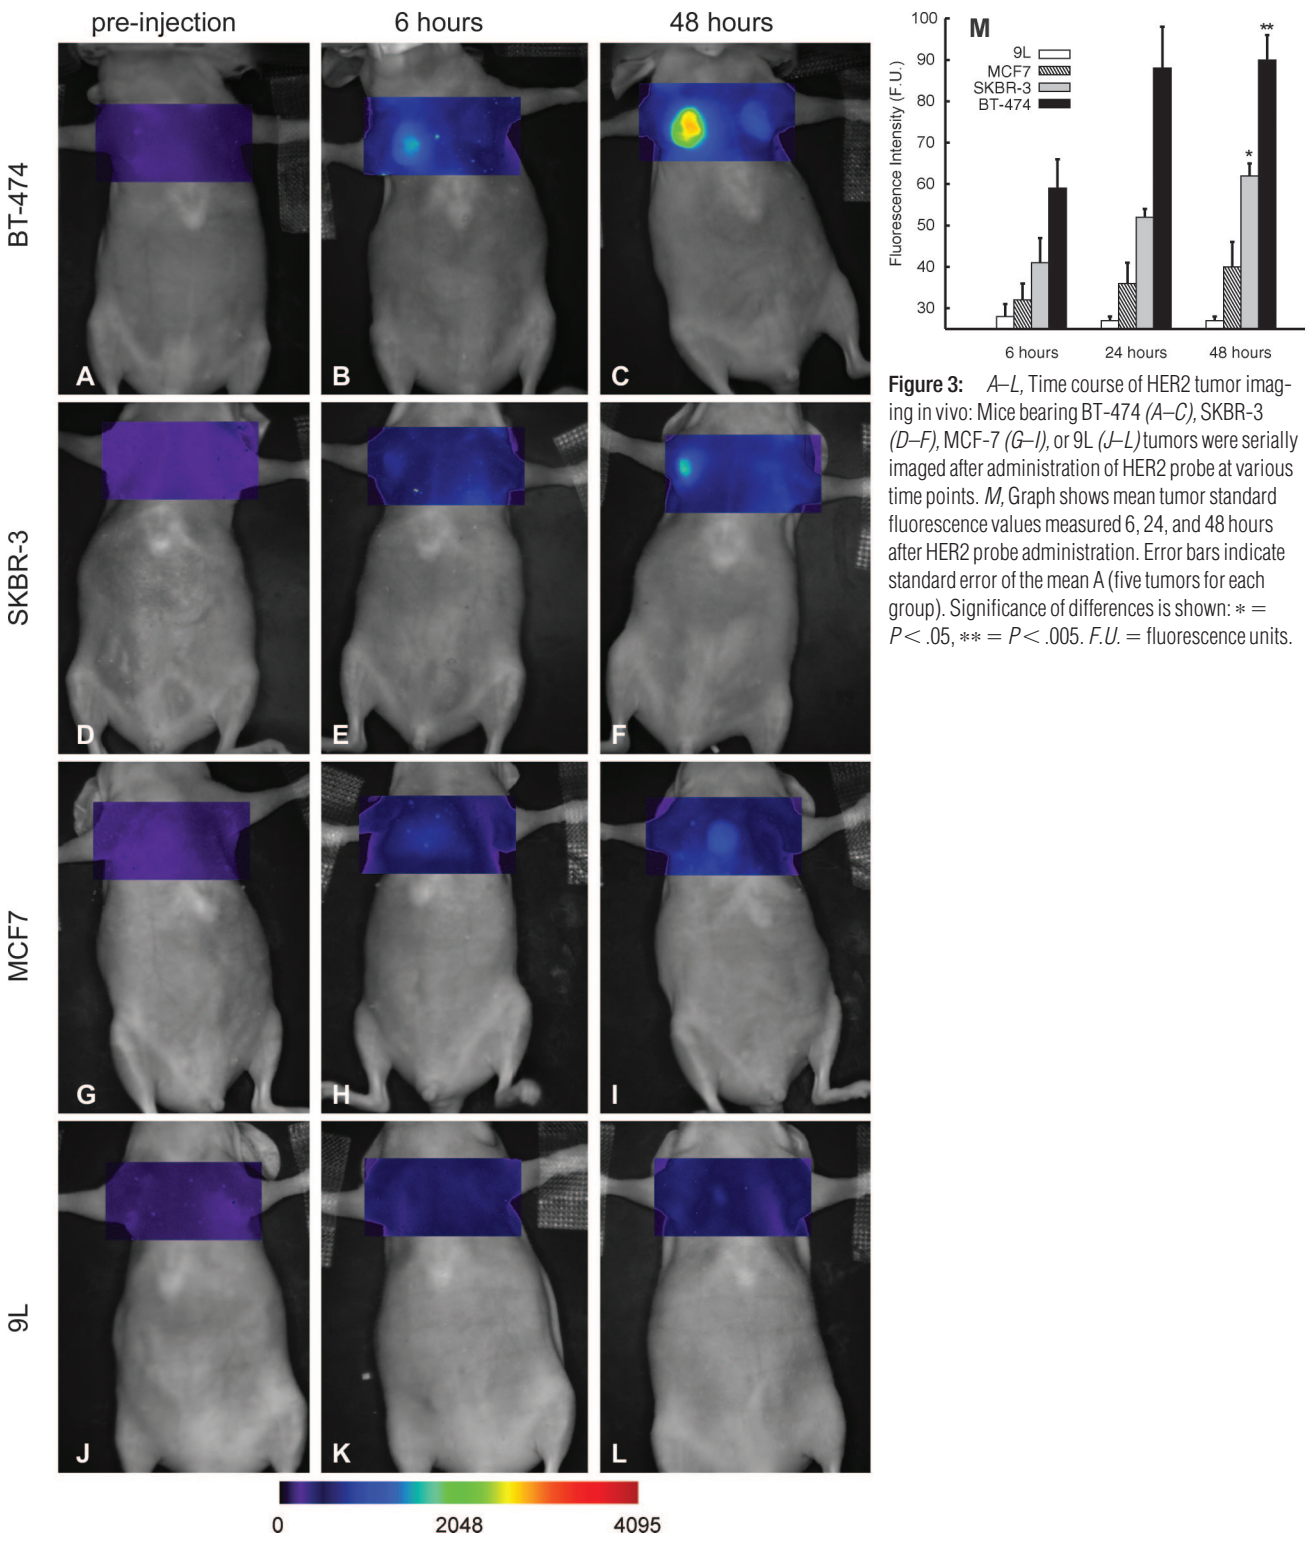 pre-injection 6 hours 48 hours
BT-474
A B C
SKBR-3
D E F
MCF7
G H I
9L
J K L
0 2048 4095
M
9L
MCF7
SKBR-3
BT-474
Fluorescence Intensity (F.U.)
100
90
80
70
60
50
40
30
* **
6 hours 24 hours 48 hours
Figure 3: A–L, Time course of HER2 tumor imag-
ing in vivo: Mice bearing BT-474 (A–C), SKBR-3
(D–F), MCF-7 (G–I), or 9L (J–L) tumors were serially
imaged after administration of HER2 probe at various
time points. M, Graph shows mean tumor standard
fluorescence values measured 6, 24, and 48 hours
after HER2 probe administration. Error bars indicate
standard error of the mean A (five tumors for each
group). Significance of differences is shown: ∗ =
P < .05, ∗∗ = P < .005. F.U. = fluorescence units.